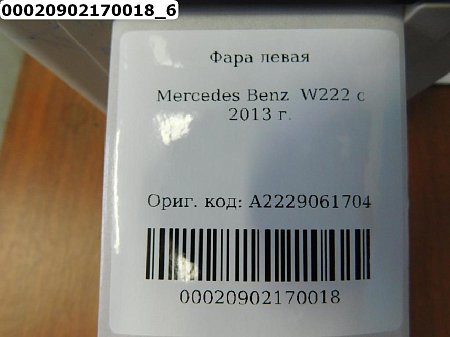 00020902170018_6
Фара левая
Mercedes Benz W222 с
2013 г.
Ориг. код: A2229061704
00020902170018